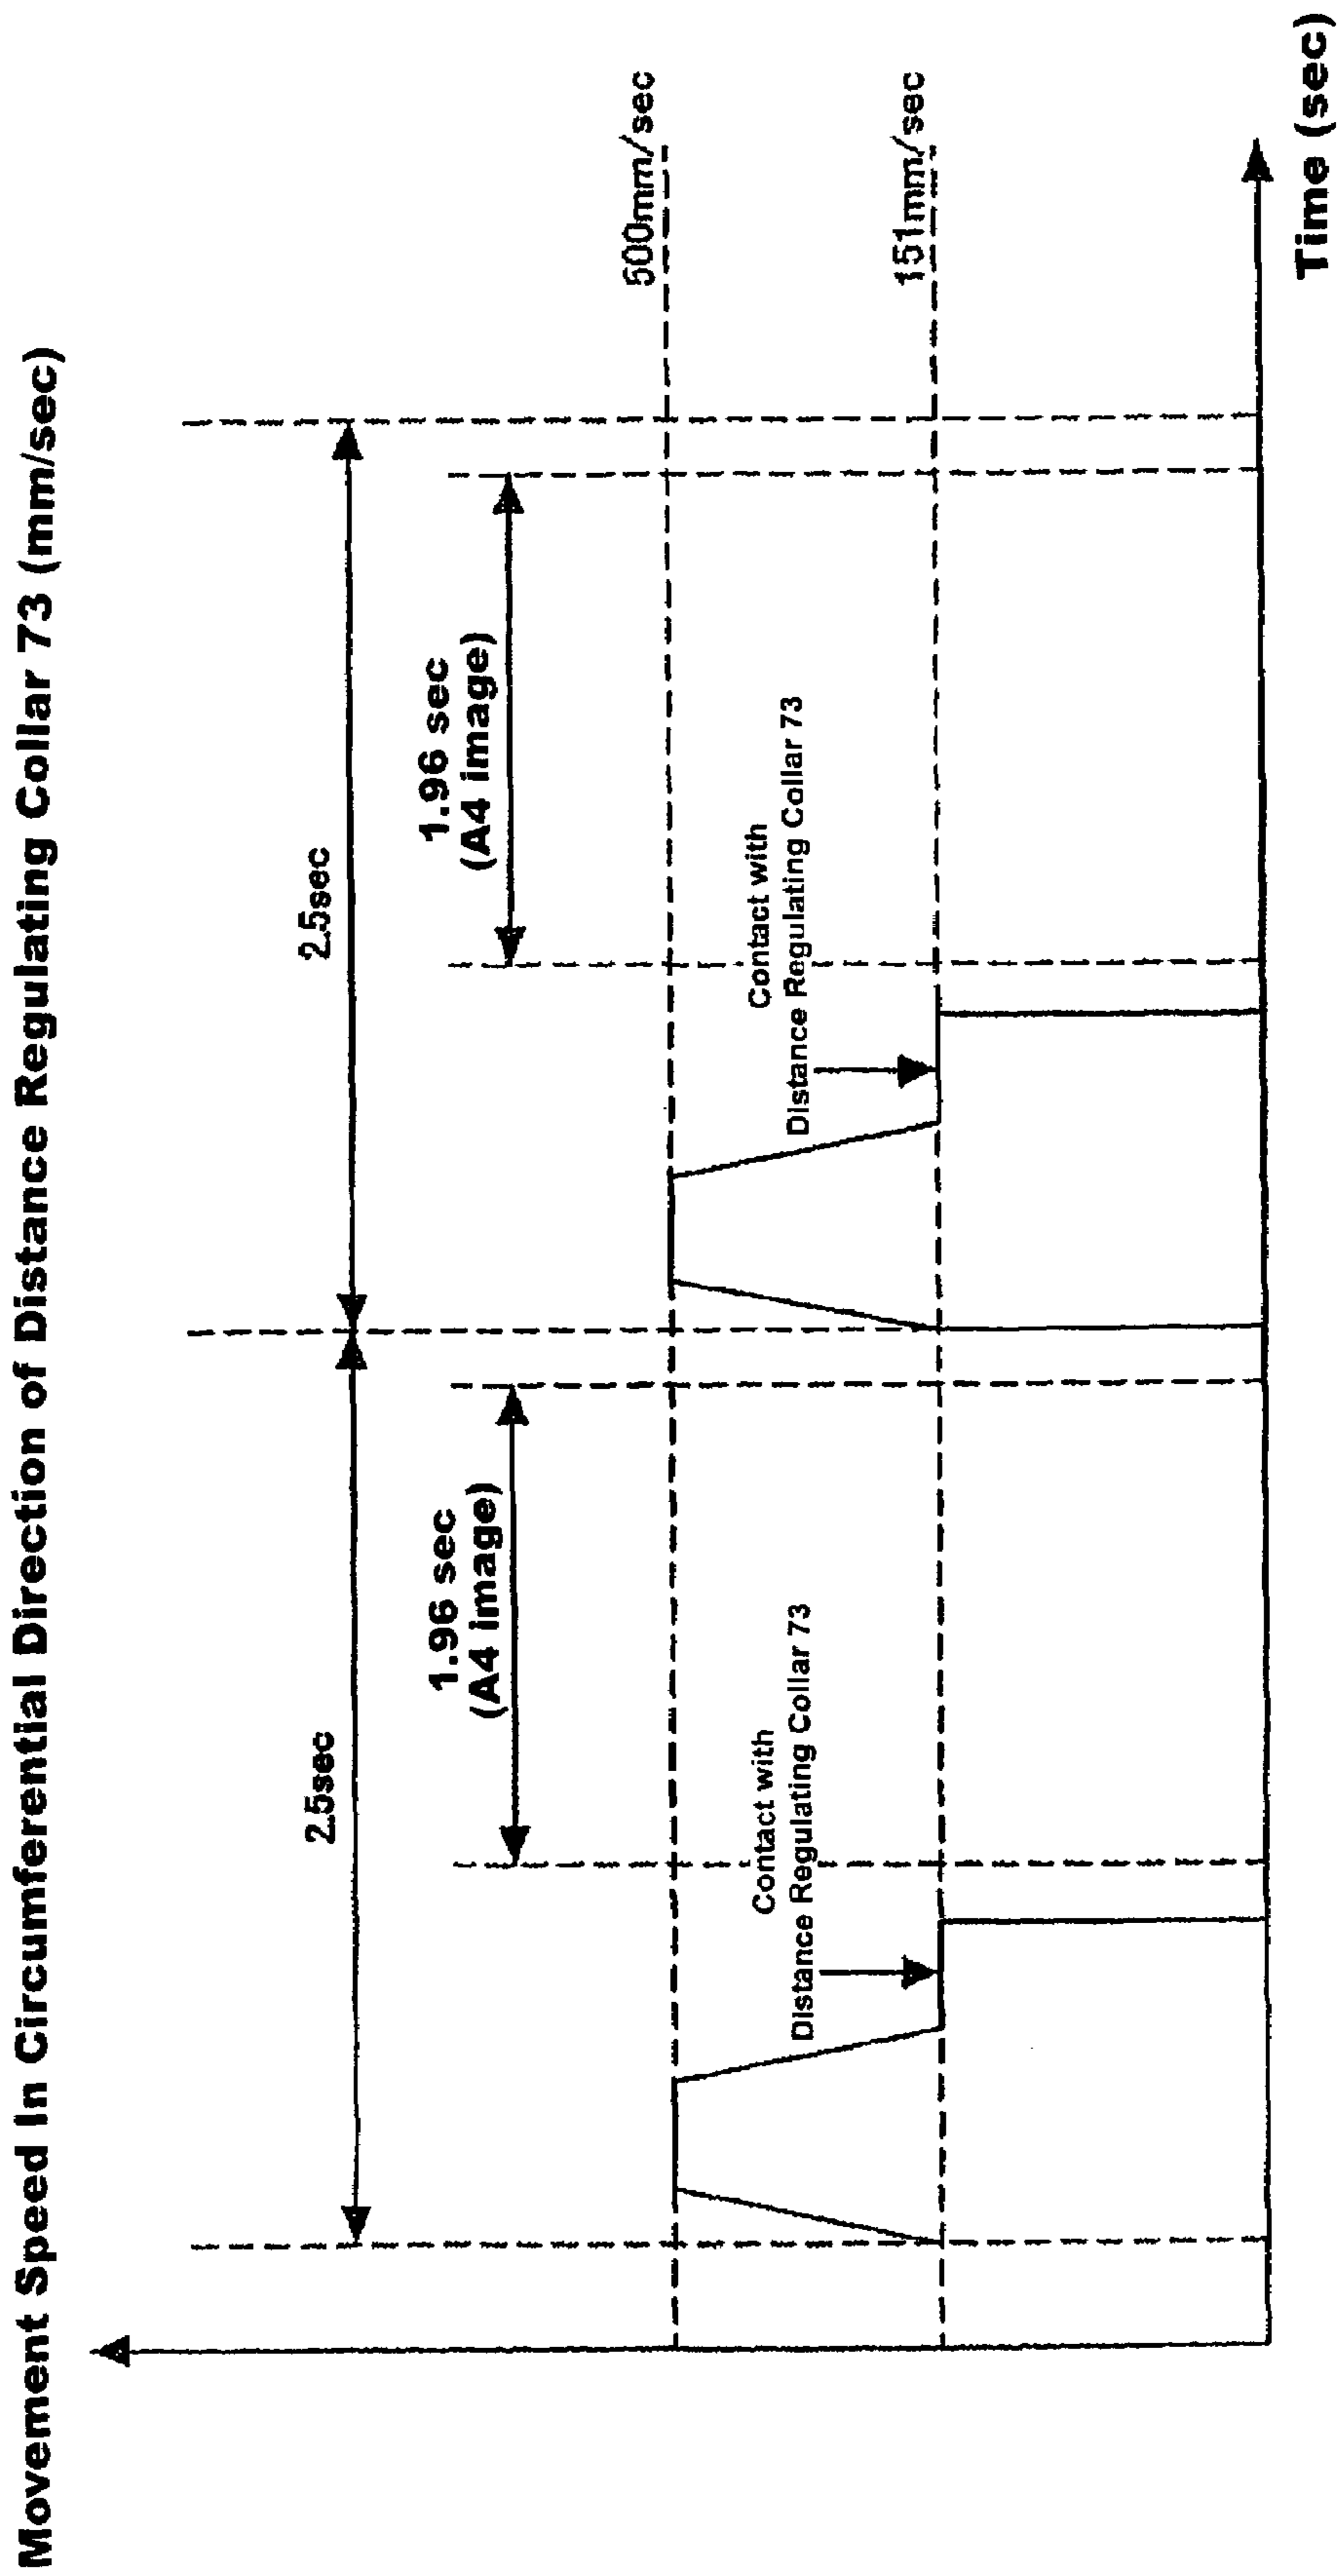 Movement Speed In Circumferential Direction of Distance Regulating Collar 73 (mm/sec)
2.5sec
2.5sec
1.96 sec
(A4 image)
1.96 sec
(A4 image)
500mm/sec
Contact with
Distance Regulating Collar 73
Contact with
Distance Regulating Collar 73
151mm/sec
Time (sec)